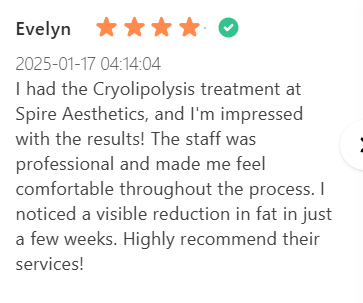 Evelyn
2025-01-17 04:14:04
I had the Cryolipolysis treatment at
Spire Aesthetics, and I'm impressed
with the results! The staff was
professional and made me feel
comfortable throughout the process. I
noticed a visible reduction in fat in just
a few weeks. Highly recommend their
services!